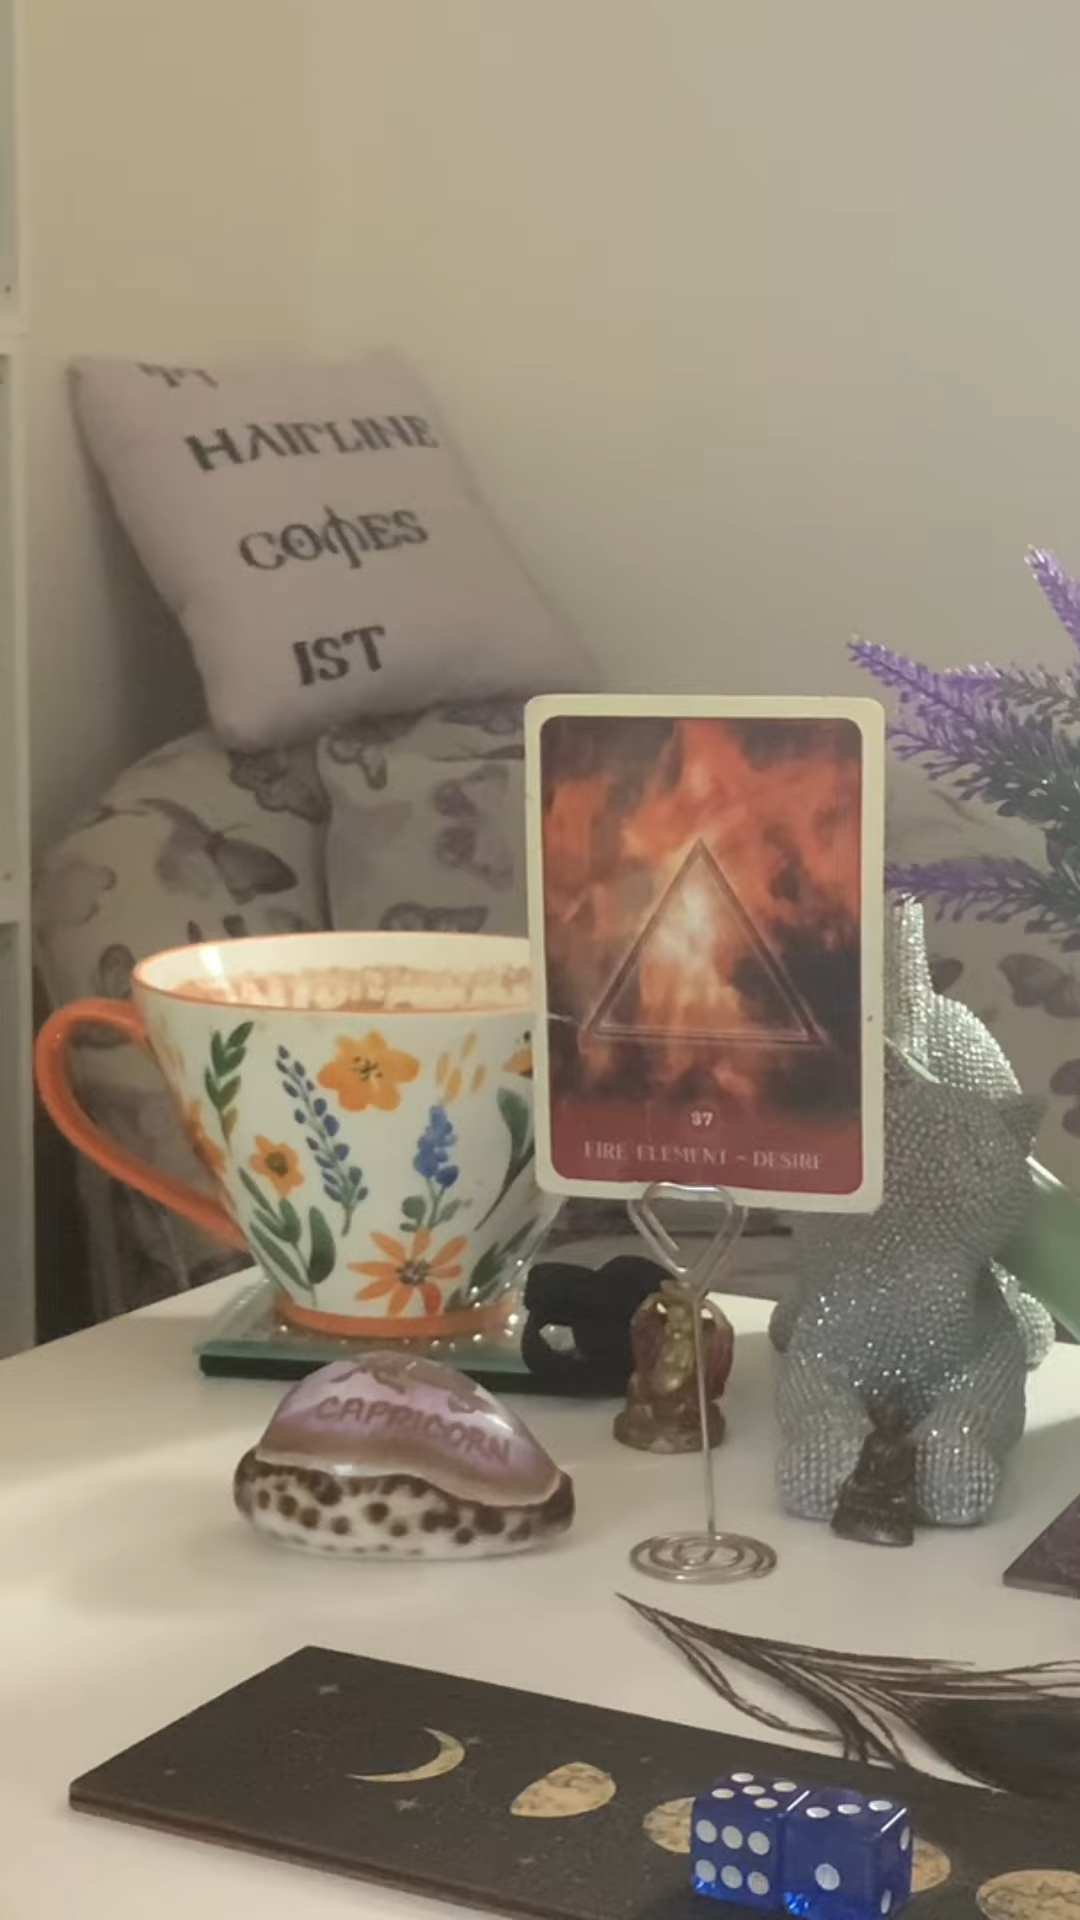 HAIRLINE
COMES
IST
37
FIRE ELEMENT ~ DESIRE
CAPRICORN